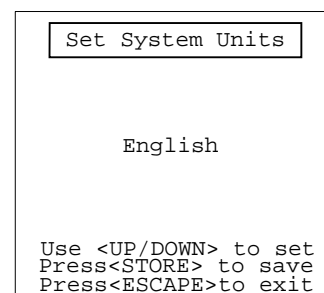 Set System Units
English
Use <UP/DOWN> to set
Press<STORE> to save
Press<ESCAPE>to exit